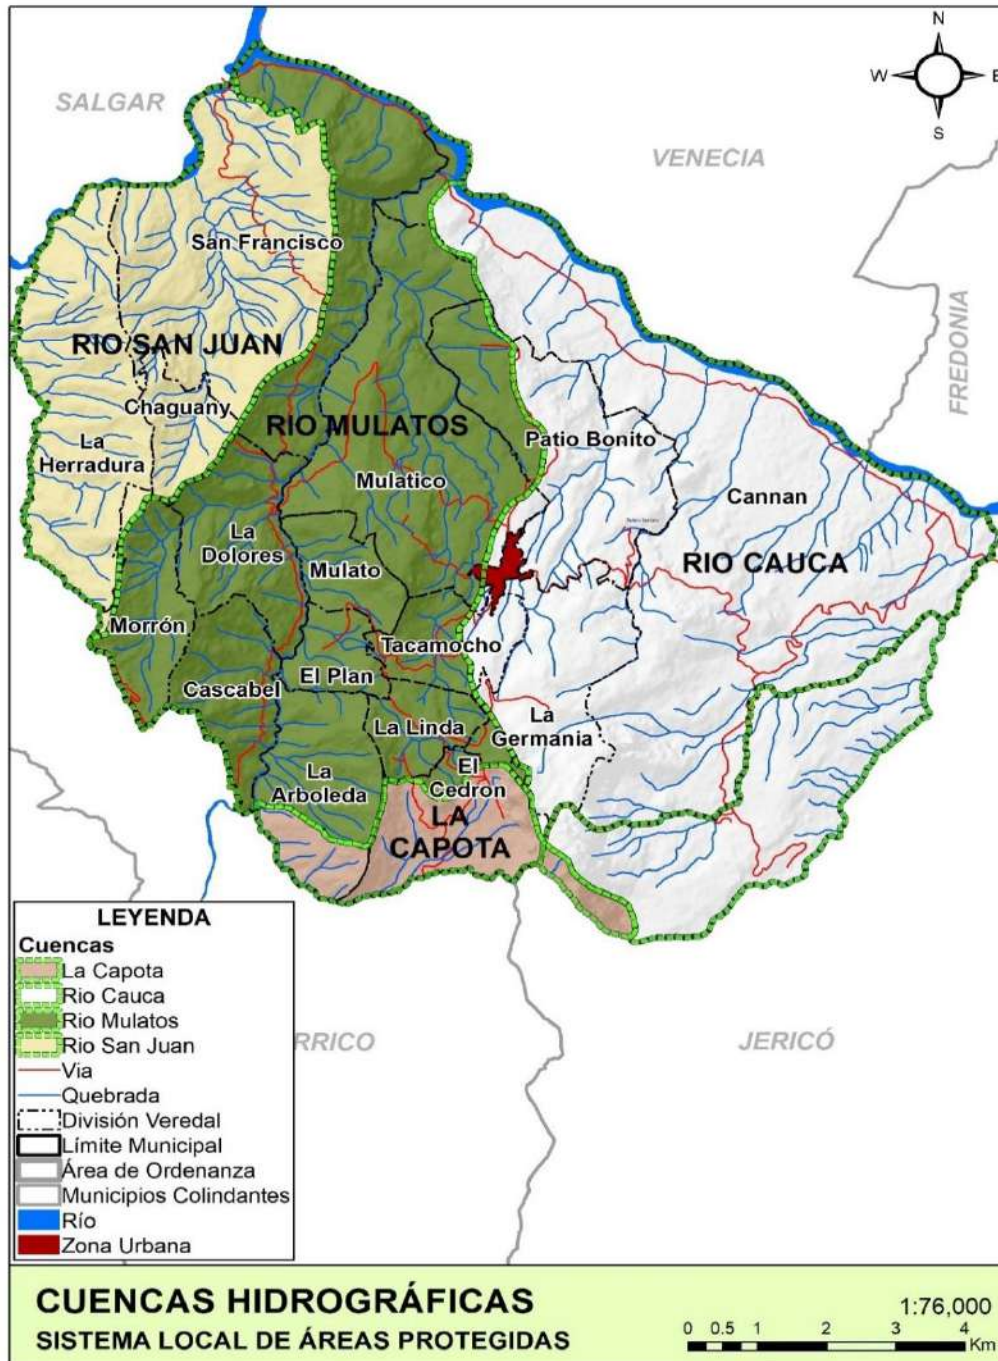 N
W
E
S
SALGAR
VENECIA
FREDONIA
San Francisco
RIO SAN JUAN
Chaguany
La
Herradura
RIO MULATOS
Patio Bonito
Mulatico
Cannan
La
Dolores
Mulato
RIO CAUCA
Morrón
Tacamocho
Cascabel
El Plan
La Linda
La
Germania
La
Arboleda
El
Cedron
LA
CAPOTA
RRICO
JERICÓ
LEYENDA
Cuencas
La Capota
Rio Cauca
Rio Mulatos
Rio San Juan
Via
Quebrada
División Veredal
Límite Municipal
Área de Ordenanza
Municipios Colindantes
Río
Zona Urbana
CUENCAS HIDROGRÁFICAS
SISTEMA LOCAL DE ÁREAS PROTEGIDAS
1:76,000
0 0.5 1 2 3 4
Km